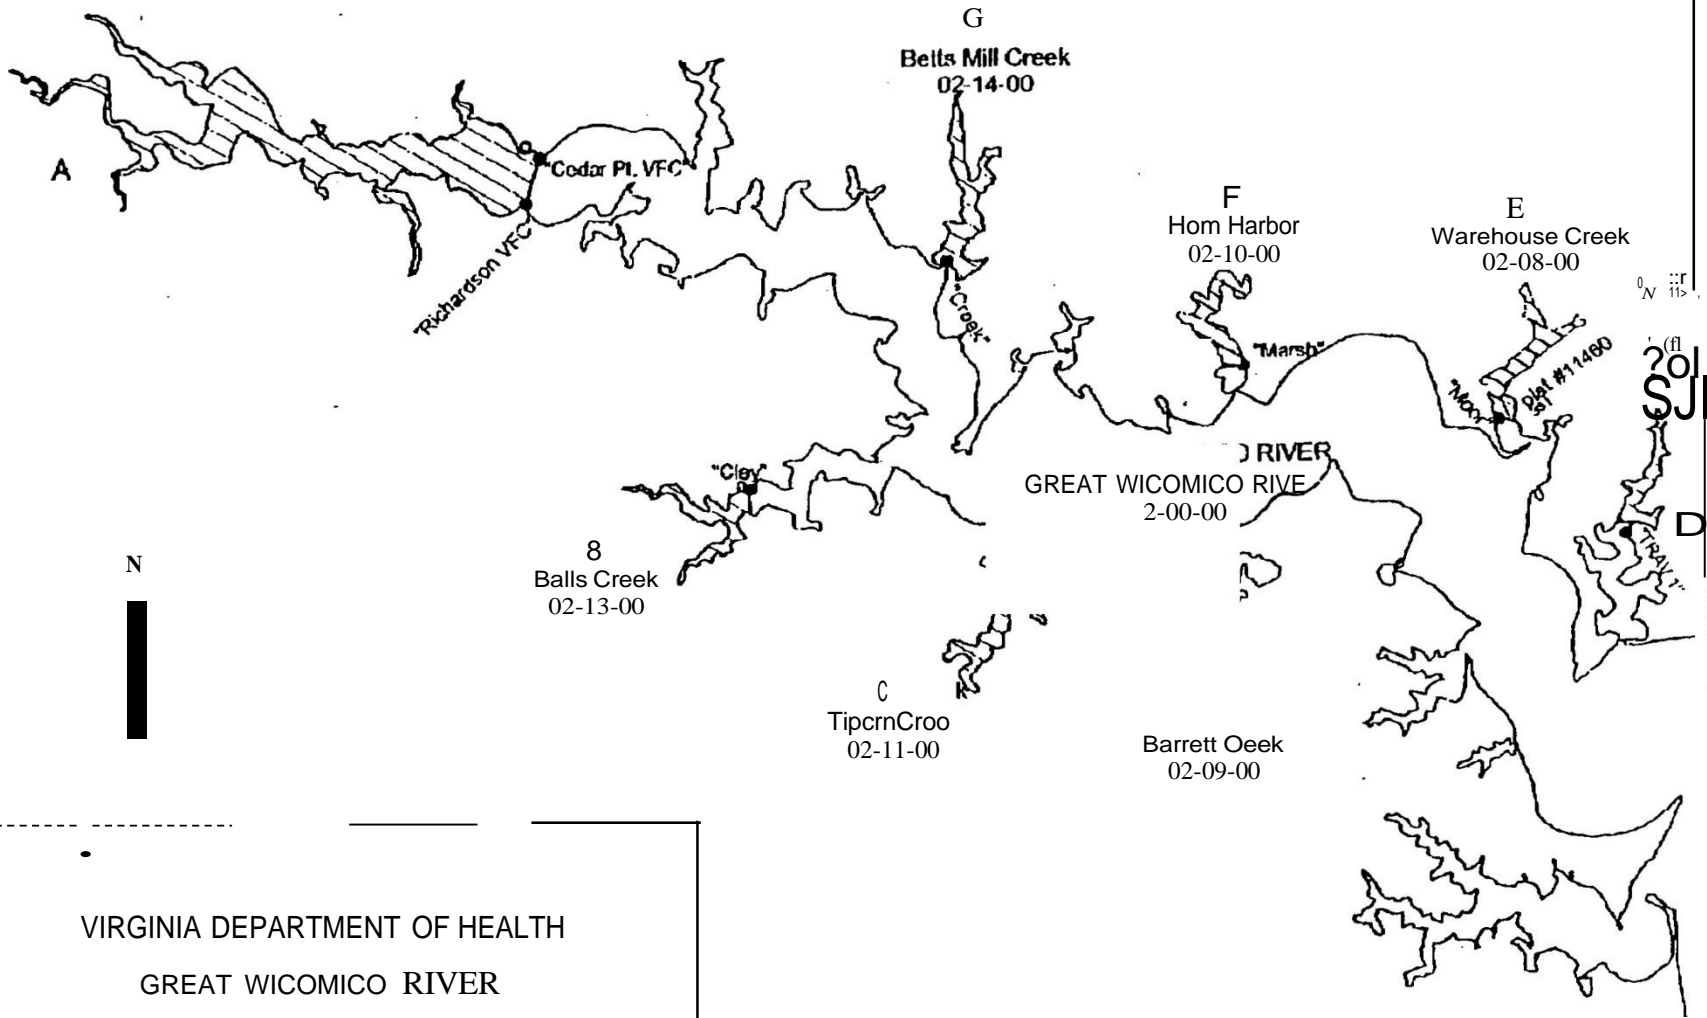 G
Betts Mill Creek
02-14-00
"Cedar Pt. VFC"
A
F
Hom Harbor
02-10-00
E
Warehouse Creek
02-08-00
"Richardson VFC"
"Creek"
"Marsh"
plat #11460
"Clay"
RIVER
GREAT WICOMICO RIVE
2-00-00
D
"TRAV 1"
N
8
Balls Creek
02-13-00
C
TipcrnCroo
02-11-00
Barrett Oeek
02-09-00
VIRGINIA DEPARTMENT OF HEALTH
GREAT WICOMICO RIVER